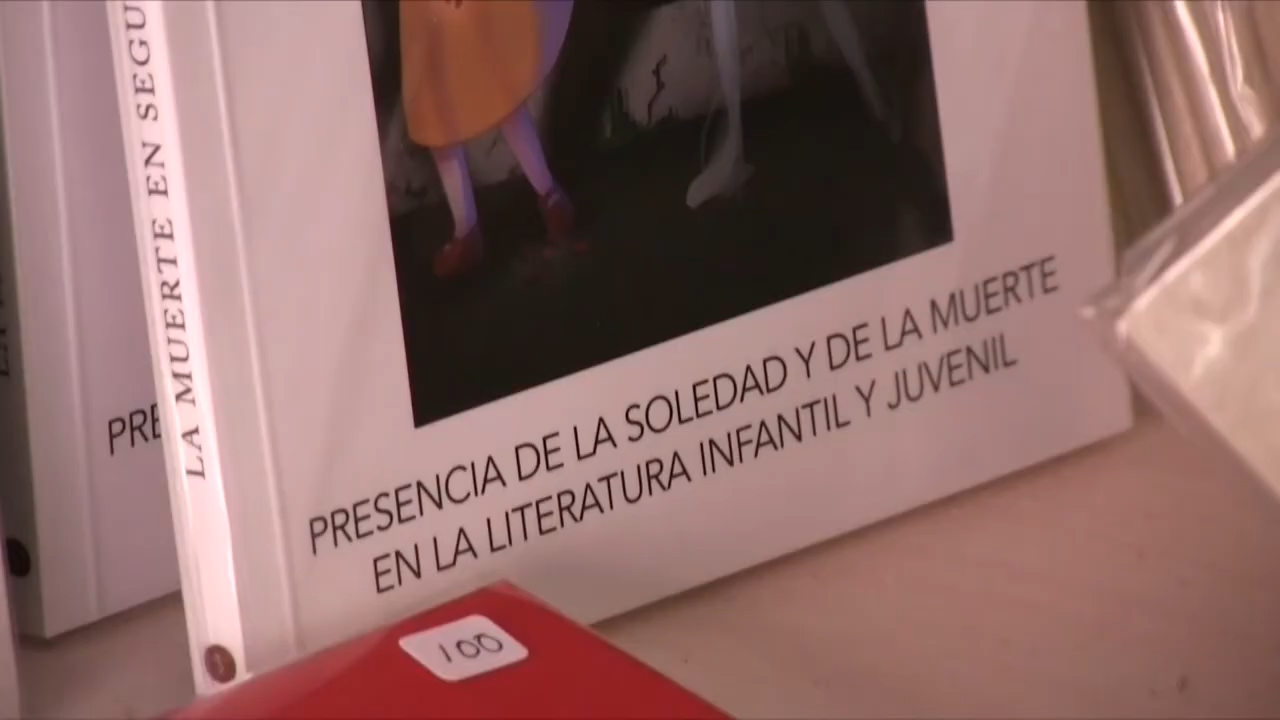 LA MUERTE EN SEGU
PRE
PRESENCIA DE LA SOLEDAD Y DE LA MUERTE
EN LA LITERATURA INFANTIL Y JUVENIL
100